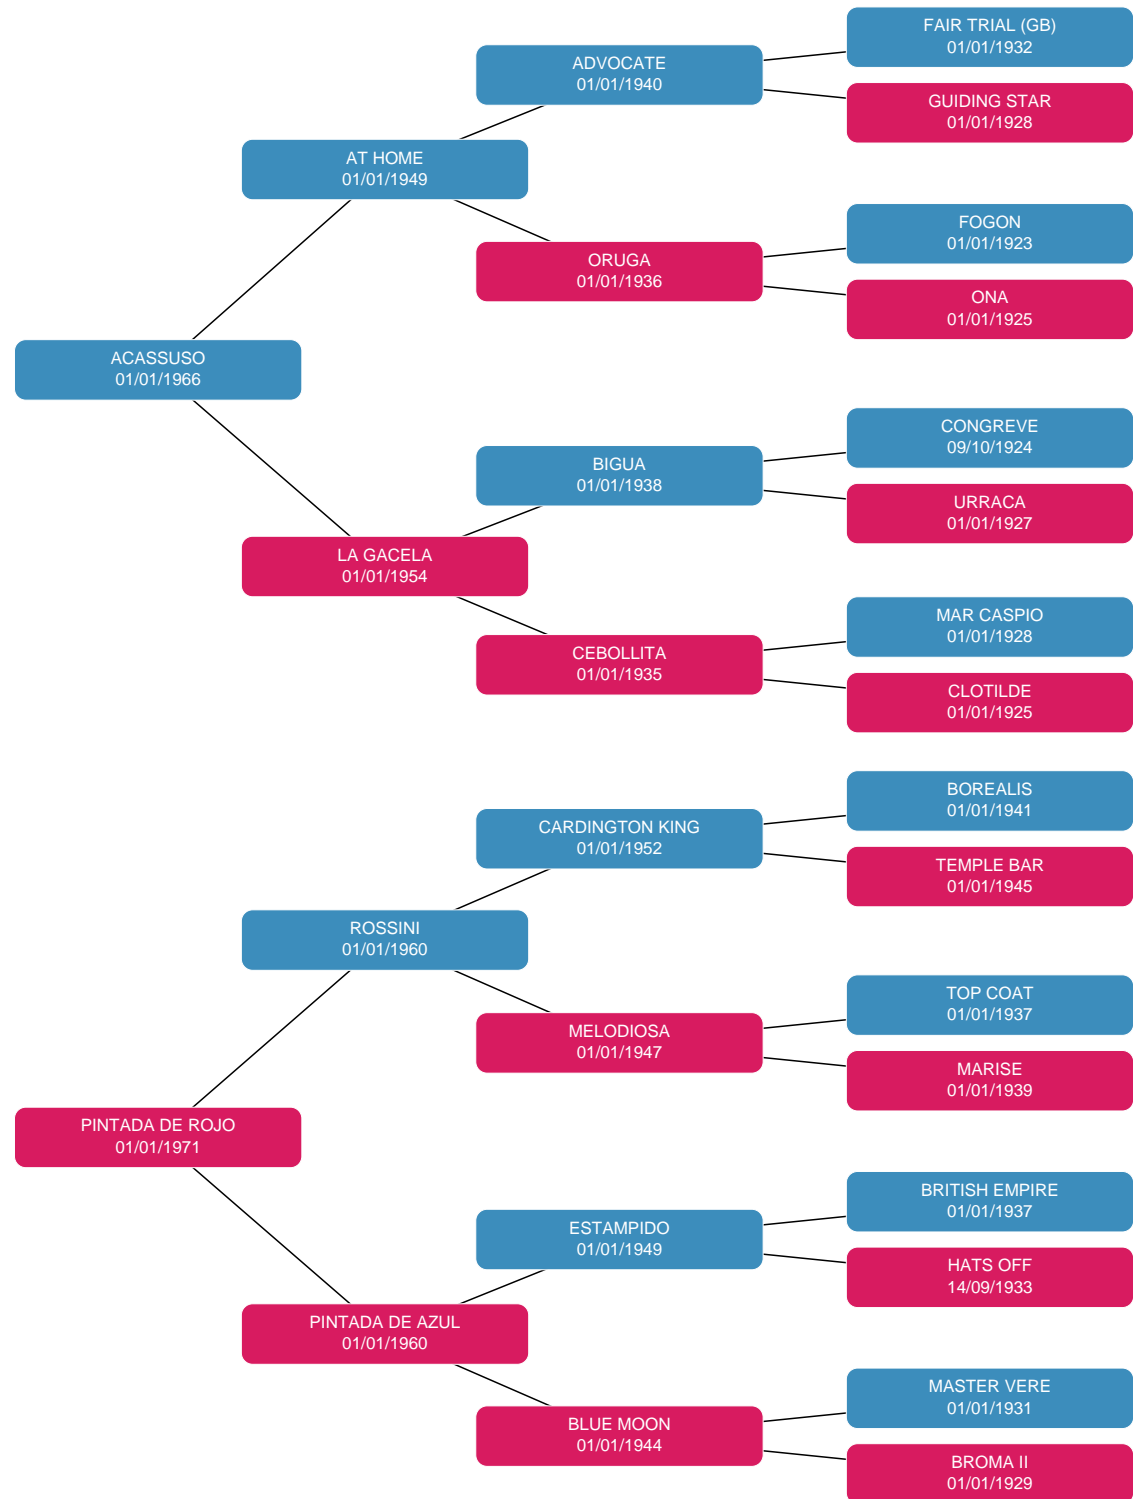 FAIR TRIAL (GB)
01/01/1932
ADVOCATE
01/01/1940
GUIDING STAR
01/01/1928
AT HOME
01/01/1949
FOGON
01/01/1923
ORUGA
01/01/1936
ONA
01/01/1925
ACASSUSO
01/01/1966
CONGREVE
09/10/1924
BIGUA
01/01/1938
URRACA
01/01/1927
LA GACELA
01/01/1954
MAR CASPIO
01/01/1928
CEBOLLITA
01/01/1935
CLOTILDE
01/01/1925
BOREALIS
01/01/1941
CARDINGTON KING
01/01/1952
TEMPLE BAR
01/01/1945
ROSSINI
01/01/1960
TOP COAT
01/01/1937
MELODIOSA
01/01/1947
MARISE
01/01/1939
PINTADA DE ROJO
01/01/1971
BRITISH EMPIRE
01/01/1937
ESTAMPIDO
01/01/1949
HATS OFF
14/09/1933
PINTADA DE AZUL
01/01/1960
MASTER VERE
01/01/1931
BLUE MOON
01/01/1944
BROMA II
01/01/1929